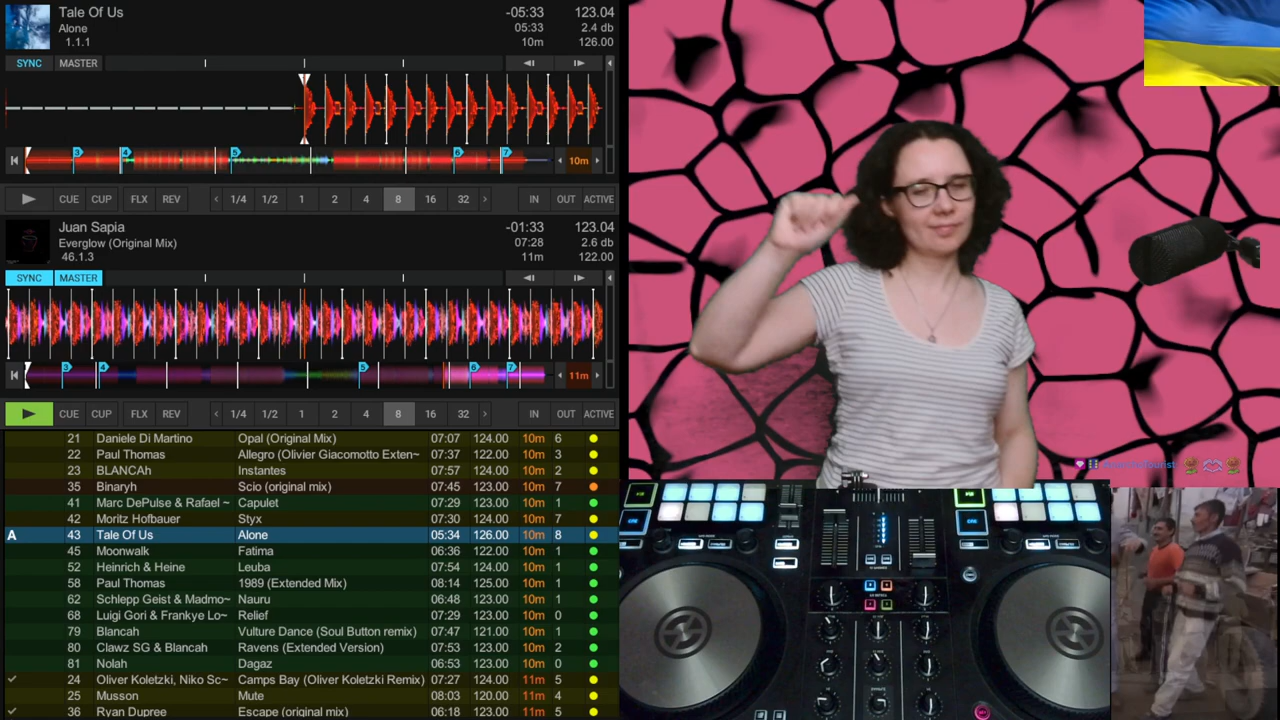 Tale Of Us -05:33 123.04
Alone 05:33 2.4 db
1.1.1 10m 126.00
SYNC MASTER
3 4 5 6 7 10m
CUE CUP FLX REV 1/4 1/2 1 2 4 8 16 32 IN OUT ACTIVE
Juan Sapia -01:33 123.04
Everglow (Original Mix) 07:28 2.6 db
46.1.3 11m 122.00
SYNC MASTER
3 4 5 6 7 11m
CUE CUP FLX REV 1/4 1/2 1 2 4 8 16 32 IN OUT ACTIVE
21 Daniele Di Martino Opal (Original Mix) 07:07 124.00 10m 6
22 Paul Thomas Allegro (Olivier Giacomotto Exten~ 07:37 122.00 10m 3
23 BLANCAh Instantes 07:57 124.00 10m 2
35 Binaryh Scio (original mix) 07:45 123.00 10m 7
41 Marc DePulse & Rafael ~ Capulet 07:29 123.00 10m 1
42 Moritz Hofbauer Styx 07:30 124.00 10m 7
A 43 Tale Of Us Alone 05:34 126.00 10m 8
45 Moonwalk Fatima 06:36 122.00 10m 1
52 Heinrich & Heine Leuba 07:54 124.00 10m 1
58 Paul Thomas 1989 (Extended Mix) 08:14 125.00 10m 1
62 Schlepp Geist & Madmo~ Nauru 06:48 123.00 10m 1
68 Luigi Gori & Frankye Lo~ Relief 07:29 123.00 10m 0
79 Blancah Vulture Dance (Soul Button remix) 07:47 121.00 10m 1
80 Clawz SG & Blancah Ravens (Extended Version) 07:53 123.00 10m 2
81 Nolah Dagaz 06:53 123.00 10m 0
24 Oliver Koletzki, Niko Sc~ Camps Bay (Oliver Koletzki Remix) 07:27 124.00 11m 5
25 Musson Mute 08:03 120.00 11m 4
36 Ryan Dupree Escape (original mix) 06:18 123.00 11m 5